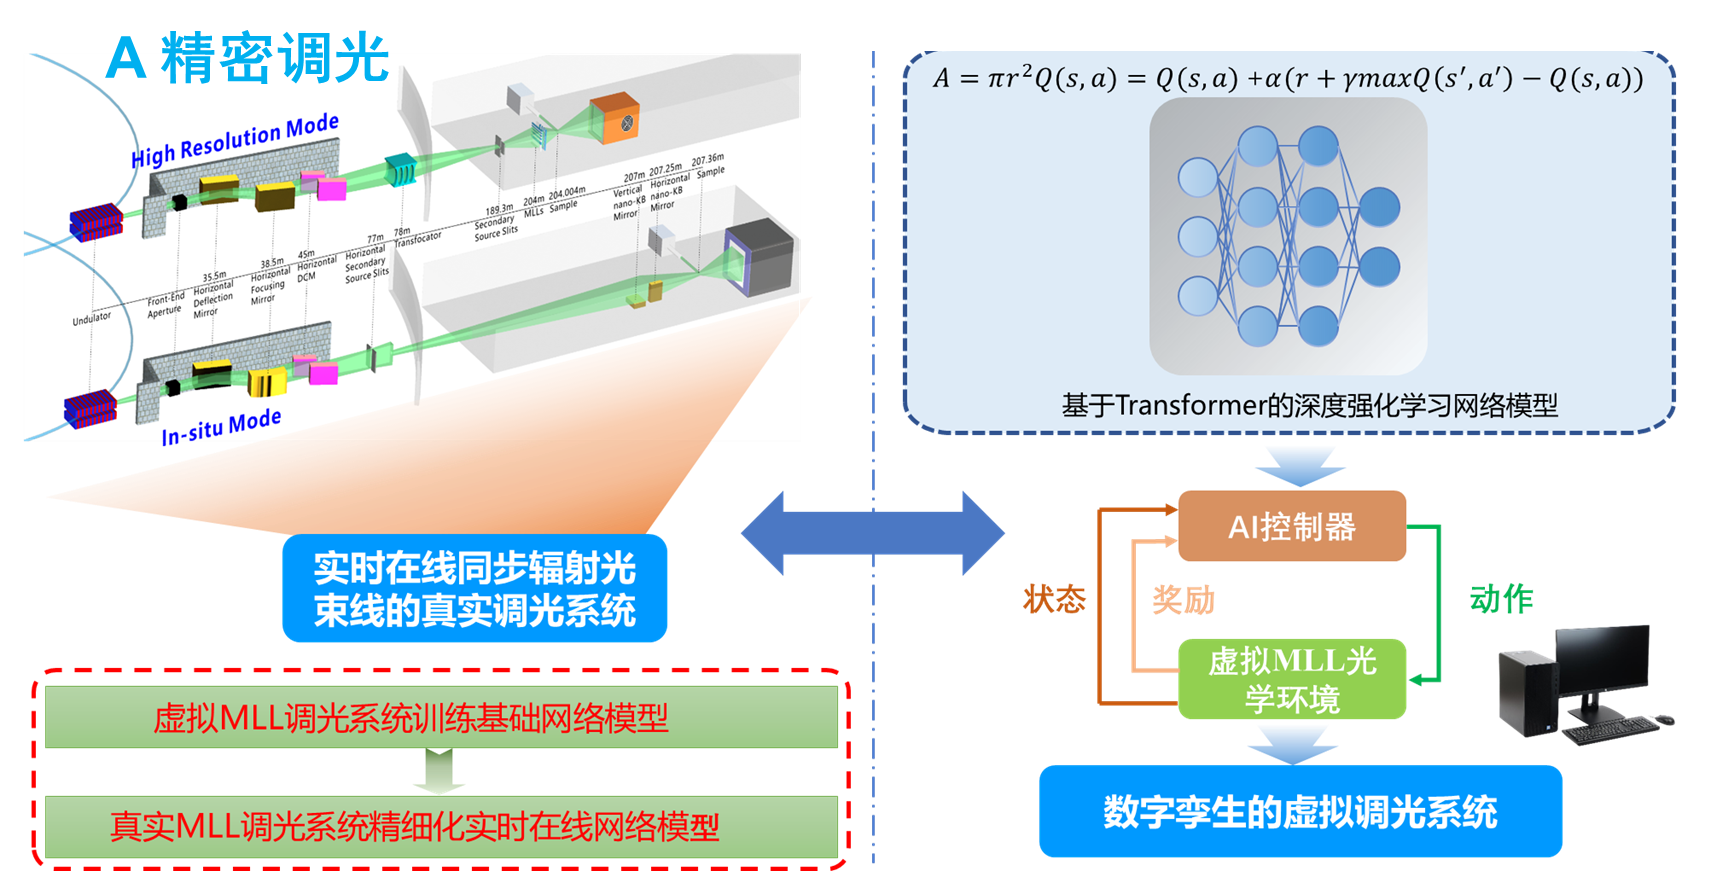 A 精密调光
High Resolution Mode
207.36m
Sample
207.25m
Horizontal
nano-KB
Mirror
207m
Vertical
nano-KB
Mirror
204.004m
Sample
204m
MLLs
189.3m
Secondary
Source Slits
78m
Transfocator
77m
Horizontal
Secondary
Source Slits
45m
Horizontal
DCM
38.5m
Horizontal
Focusing
Mirror
35.5m
Horizontal
Deflection
Mirror
Front-End
Aperture
Undulator
In-situ Mode
实时在线同步辐射光
束线的真实调光系统
虚拟MLL调光系统训练基础网络模型
真实MLL调光系统精细化实时在线网络模型
A = πr²Q(s, a) = Q(s, a) +α(r + γmaxQ(s′, a′) − Q(s, a))
基于Transformer的深度强化学习网络模型
AI控制器
状态
奖励
动作
虚拟MLL光
学环境
数字孪生的虚拟调光系统